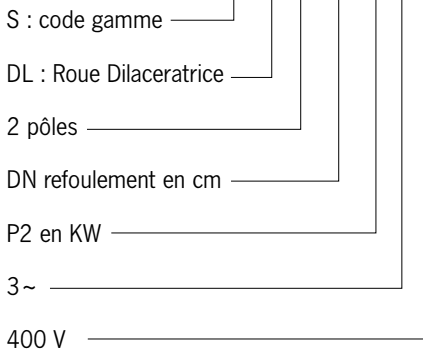 S : code gamme
DL : Roue Dilaceratrice
2 pôles
DN refoulement en cm
P2 en KW
3~
400 V